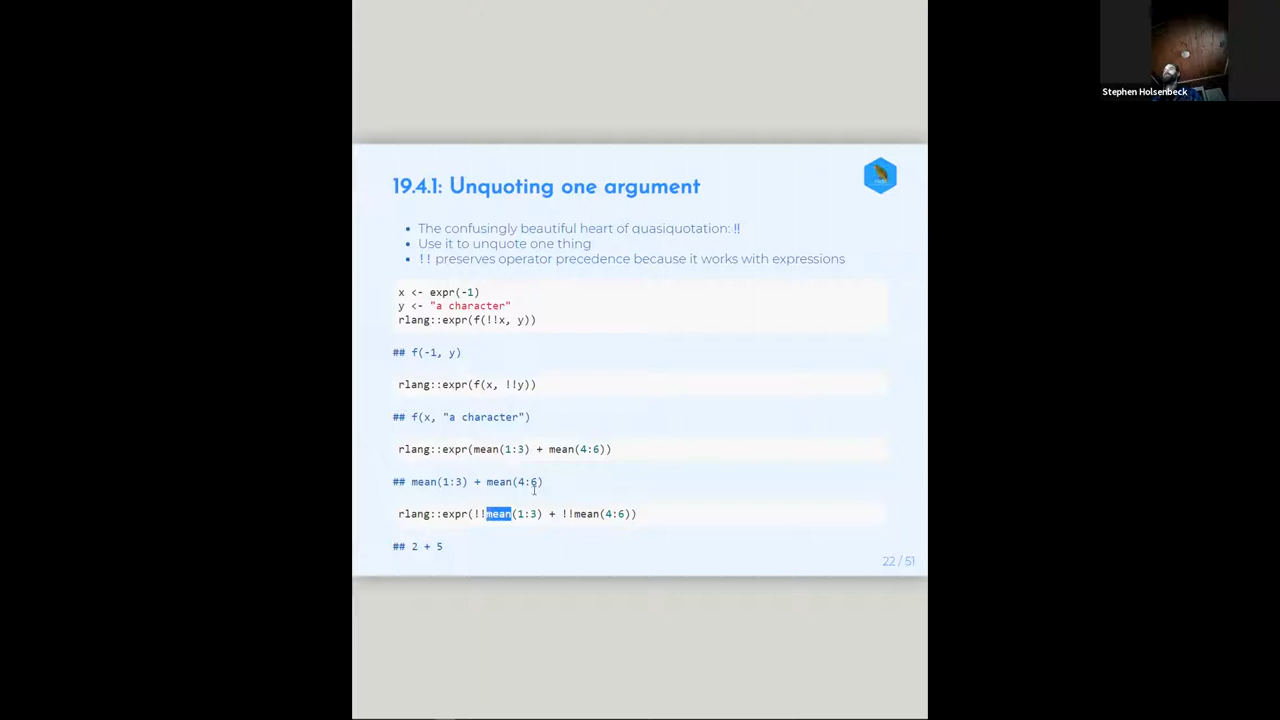 Stephen Holsenbeck
19.4.1: Unquoting one argument
• The confusingly beautiful heart of quasiquotation: !!
• Use it to unquote one thing
• !! preserves operator precedence because it works with expressions
x <- expr(-1)
y <- "a character"
rlang::expr(f(!!x, y))
## f(-1, y)
rlang::expr(f(x, !!y))
## f(x, "a character")
rlang::expr(mean(1:3) + mean(4:6))
## mean(1:3) + mean(4:6)
rlang::expr(!!mean(1:3) + !!mean(4:6))
## 2 + 5
22 / 51